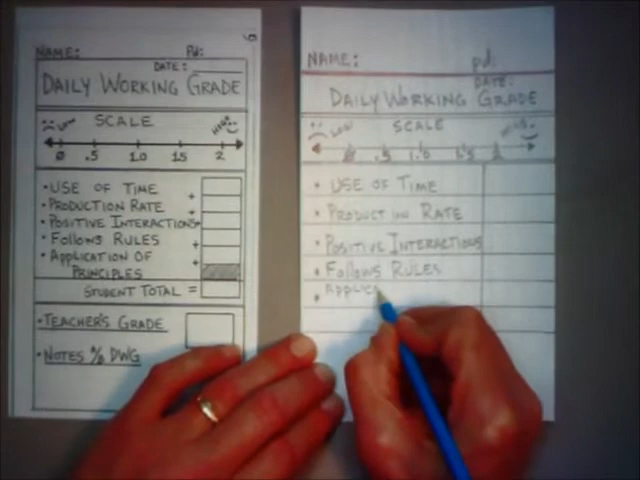 NAME: Pd:
DATE:
DAILY WORKING GRADE
LOW SCALE HIGH
0 .5 1.0 1.5 2
• USE OF TIME
• PRODUCTION RATE +
• POSITIVE INTERACTIONS +
• FOLLOWS RULES +
• APPLICATION OF +
PRINCIPLES
STUDENT TOTAL =
• TEACHER'S GRADE
• NOTES % DWG
NAME: pd:
DATE:
DAILY WORKING GRADE
LOW SCALE HIGH
0 .5 1.0 1.5 2
• USE OF TIME
• PRODUCTION RATE
• POSITIVE INTERACTIONS
• FOLLOWS RULES
• APPLICA